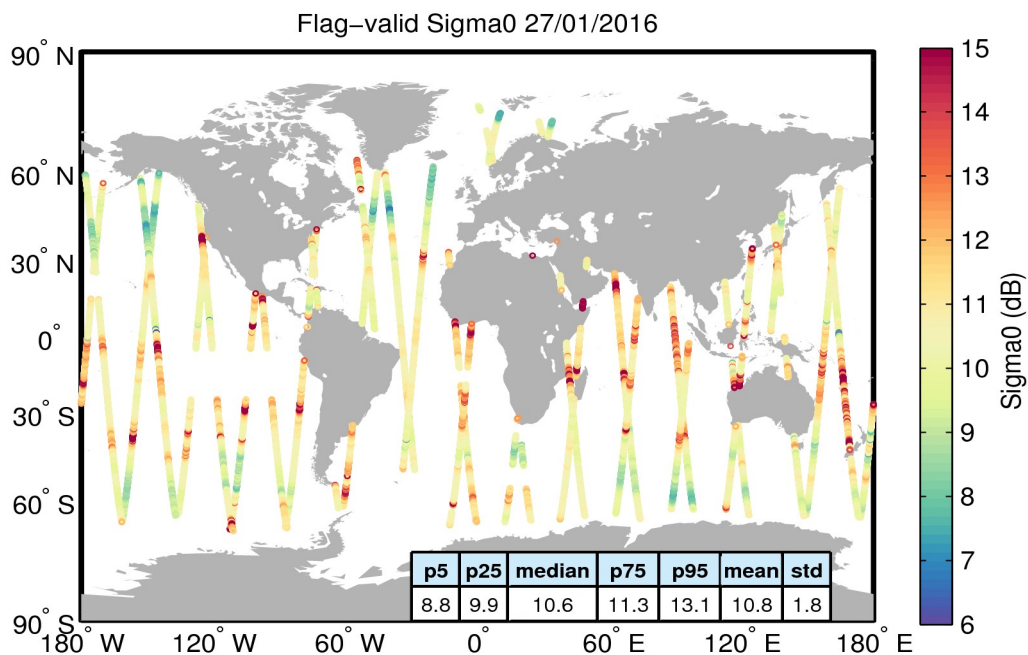 Flag−valid Sigma0 27/01/2016
90° N
60° N
30° N
0°
30° S
60° S
90° S
180° W
120° W
60° W
0°
60° E
120° E
180° E
p5 p25 median p75 p95 mean std
8.8 9.9 10.6 11.3 13.1 10.8 1.8
15
14
13
12
11
10
9
8
7
6
Sigma0 (dB)